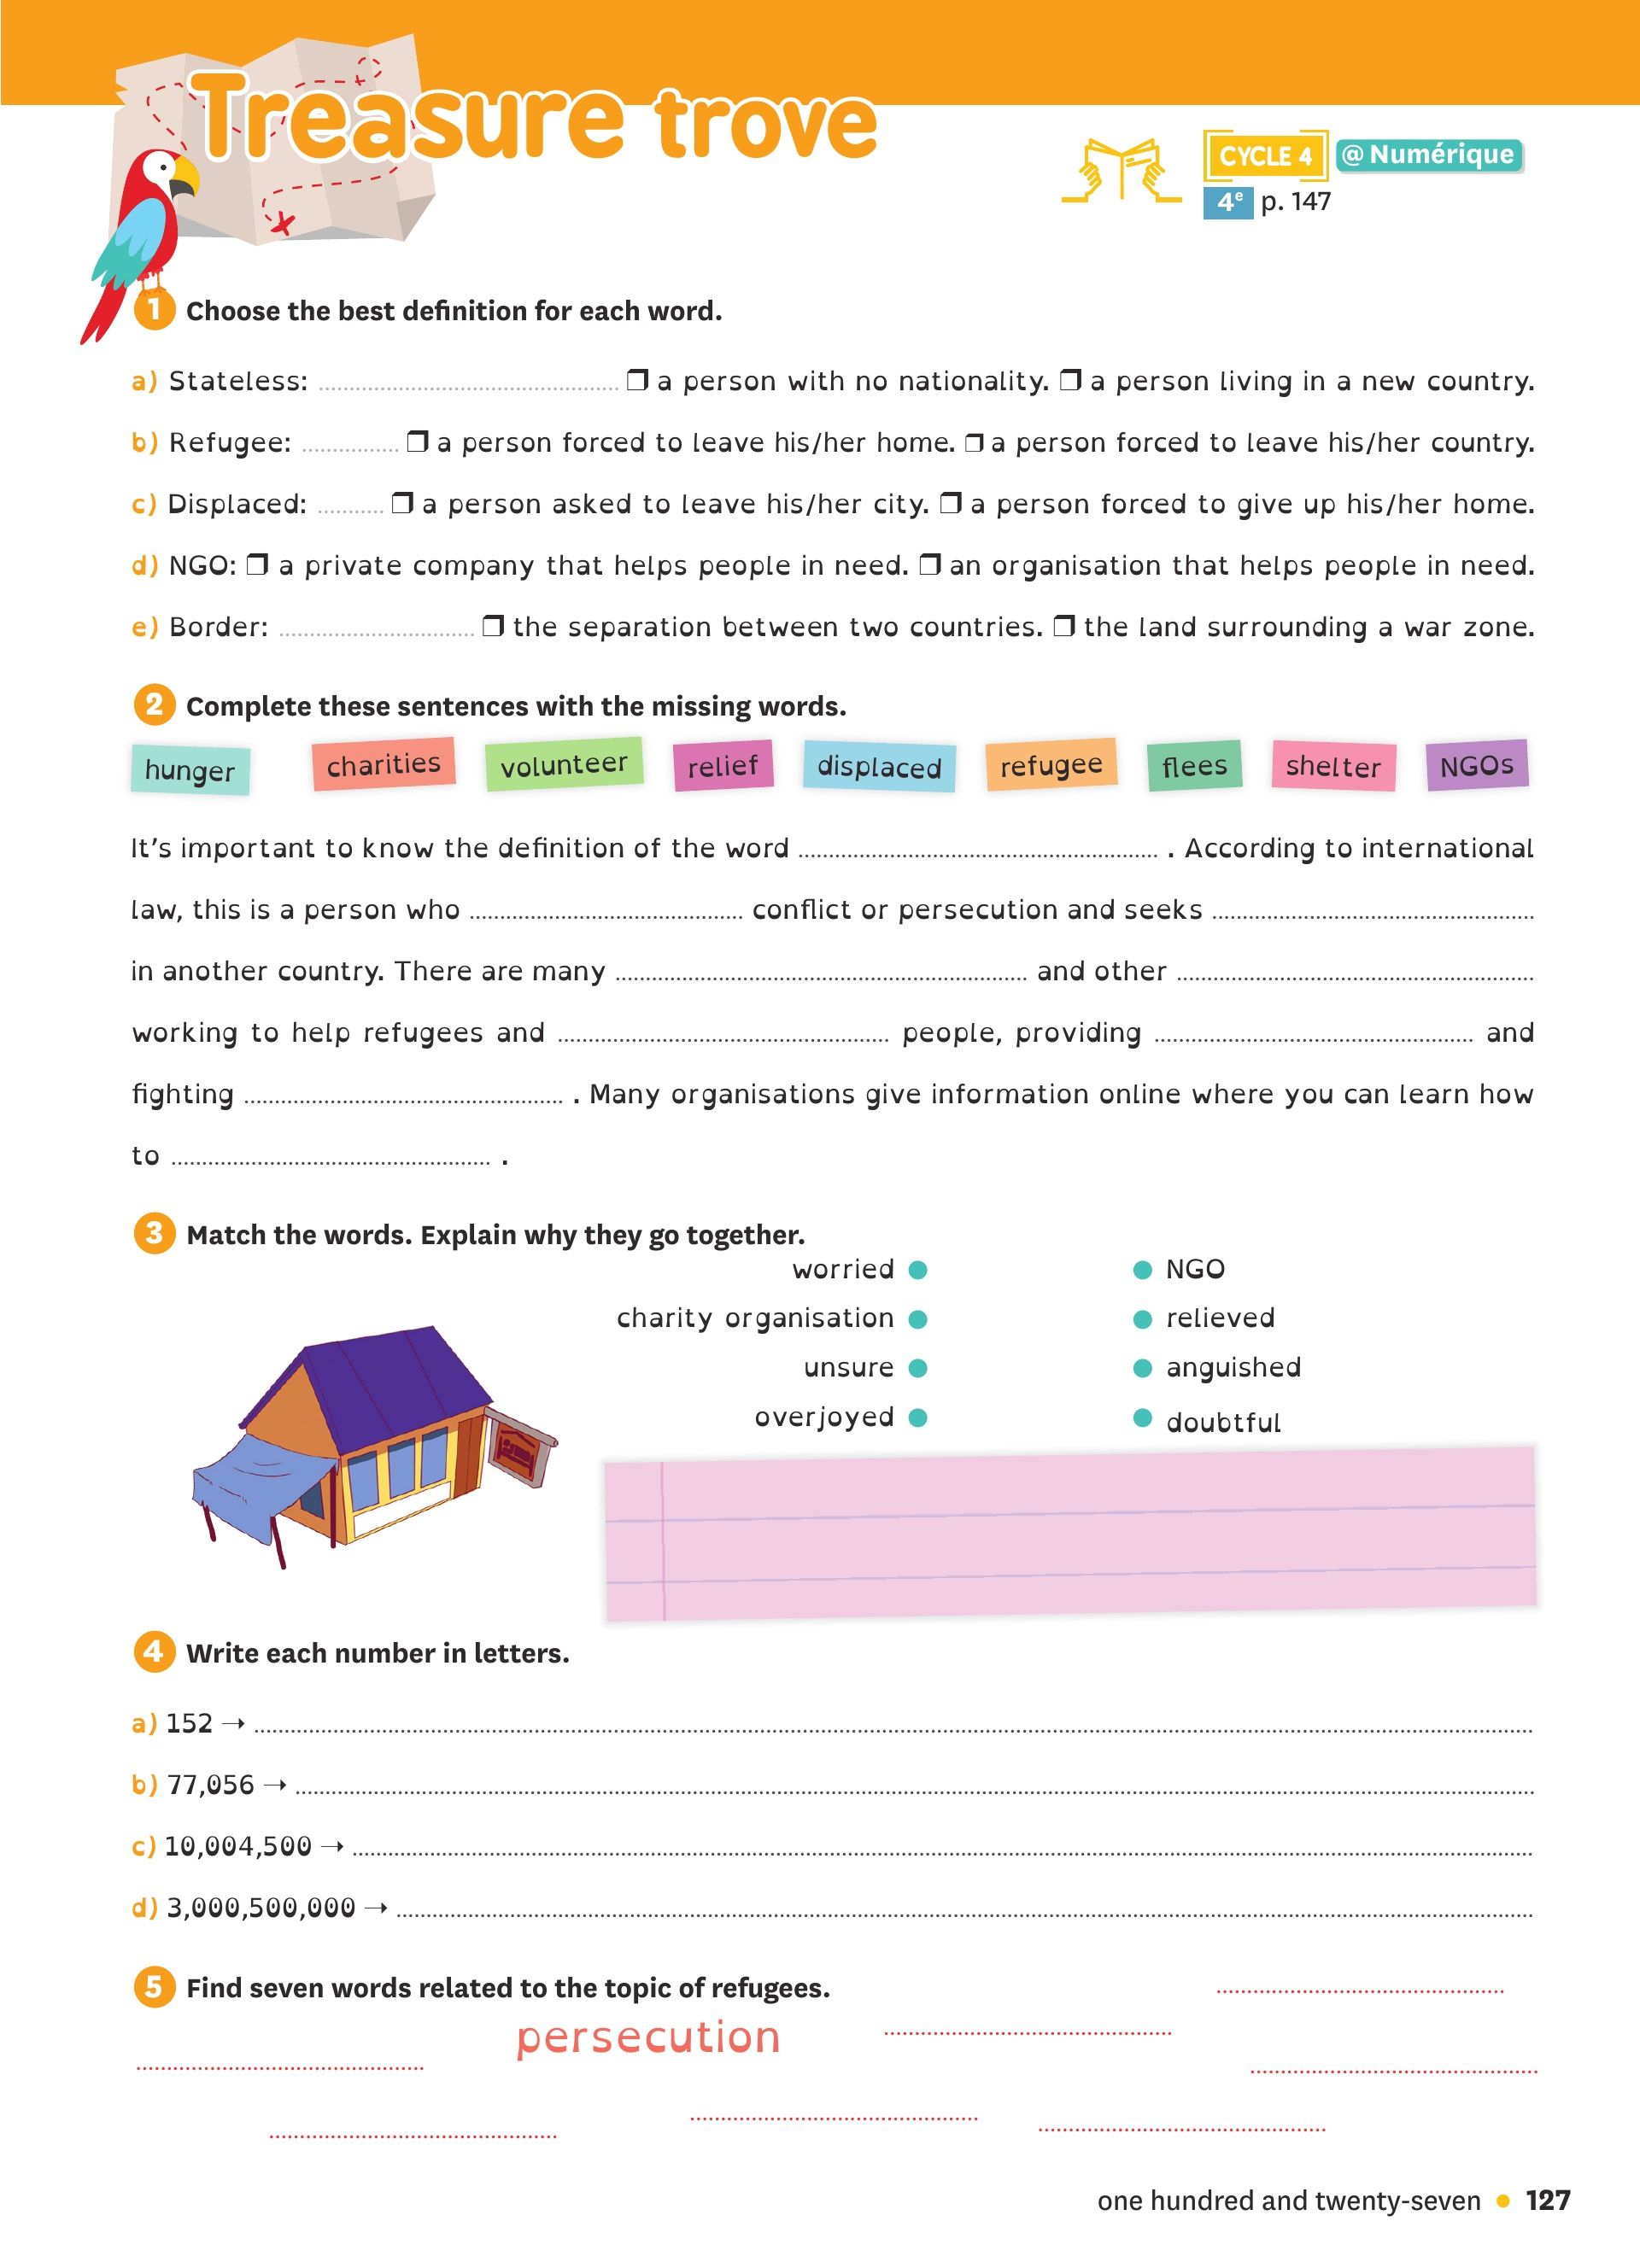 Treasure trove
CYCLE 4 @ Numérique
4e p. 147
1 Choose the best definition for each word.
a) Stateless: ❒ a person with no nationality. ❒ a person living in a new country.
b) Refugee: ❒ a person forced to leave his/her home. ❒ a person forced to leave his/her country.
c) Displaced: ❒ a person asked to leave his/her city. ❒ a person forced to give up his/her home.
d) NGO: ❒ a private company that helps people in need. ❒ an organisation that helps people in need.
e) Border: ❒ the separation between two countries. ❒ the land surrounding a war zone.
2 Complete these sentences with the missing words.
hunger charities volunteer relief displaced refugee flees shelter NGOs
It's important to know the definition of the word ........ . According to international
law, this is a person who ........ conflict or persecution and seeks ........
in another country. There are many ........ and other ........
working to help refugees and ........ people, providing ........ and
fighting ........ . Many organisations give information online where you can learn how
to ........ .
3 Match the words. Explain why they go together.
worried ● ● NGO
charity organisation ● ● relieved
unsure ● ● anguished
overjoyed ● ● doubtful
4 Write each number in letters.
a) 152 →
b) 77,056 →
c) 10,004,500 →
d) 3,000,500,000 →
5 Find seven words related to the topic of refugees.
persecution
one hundred and twenty-seven ● 127